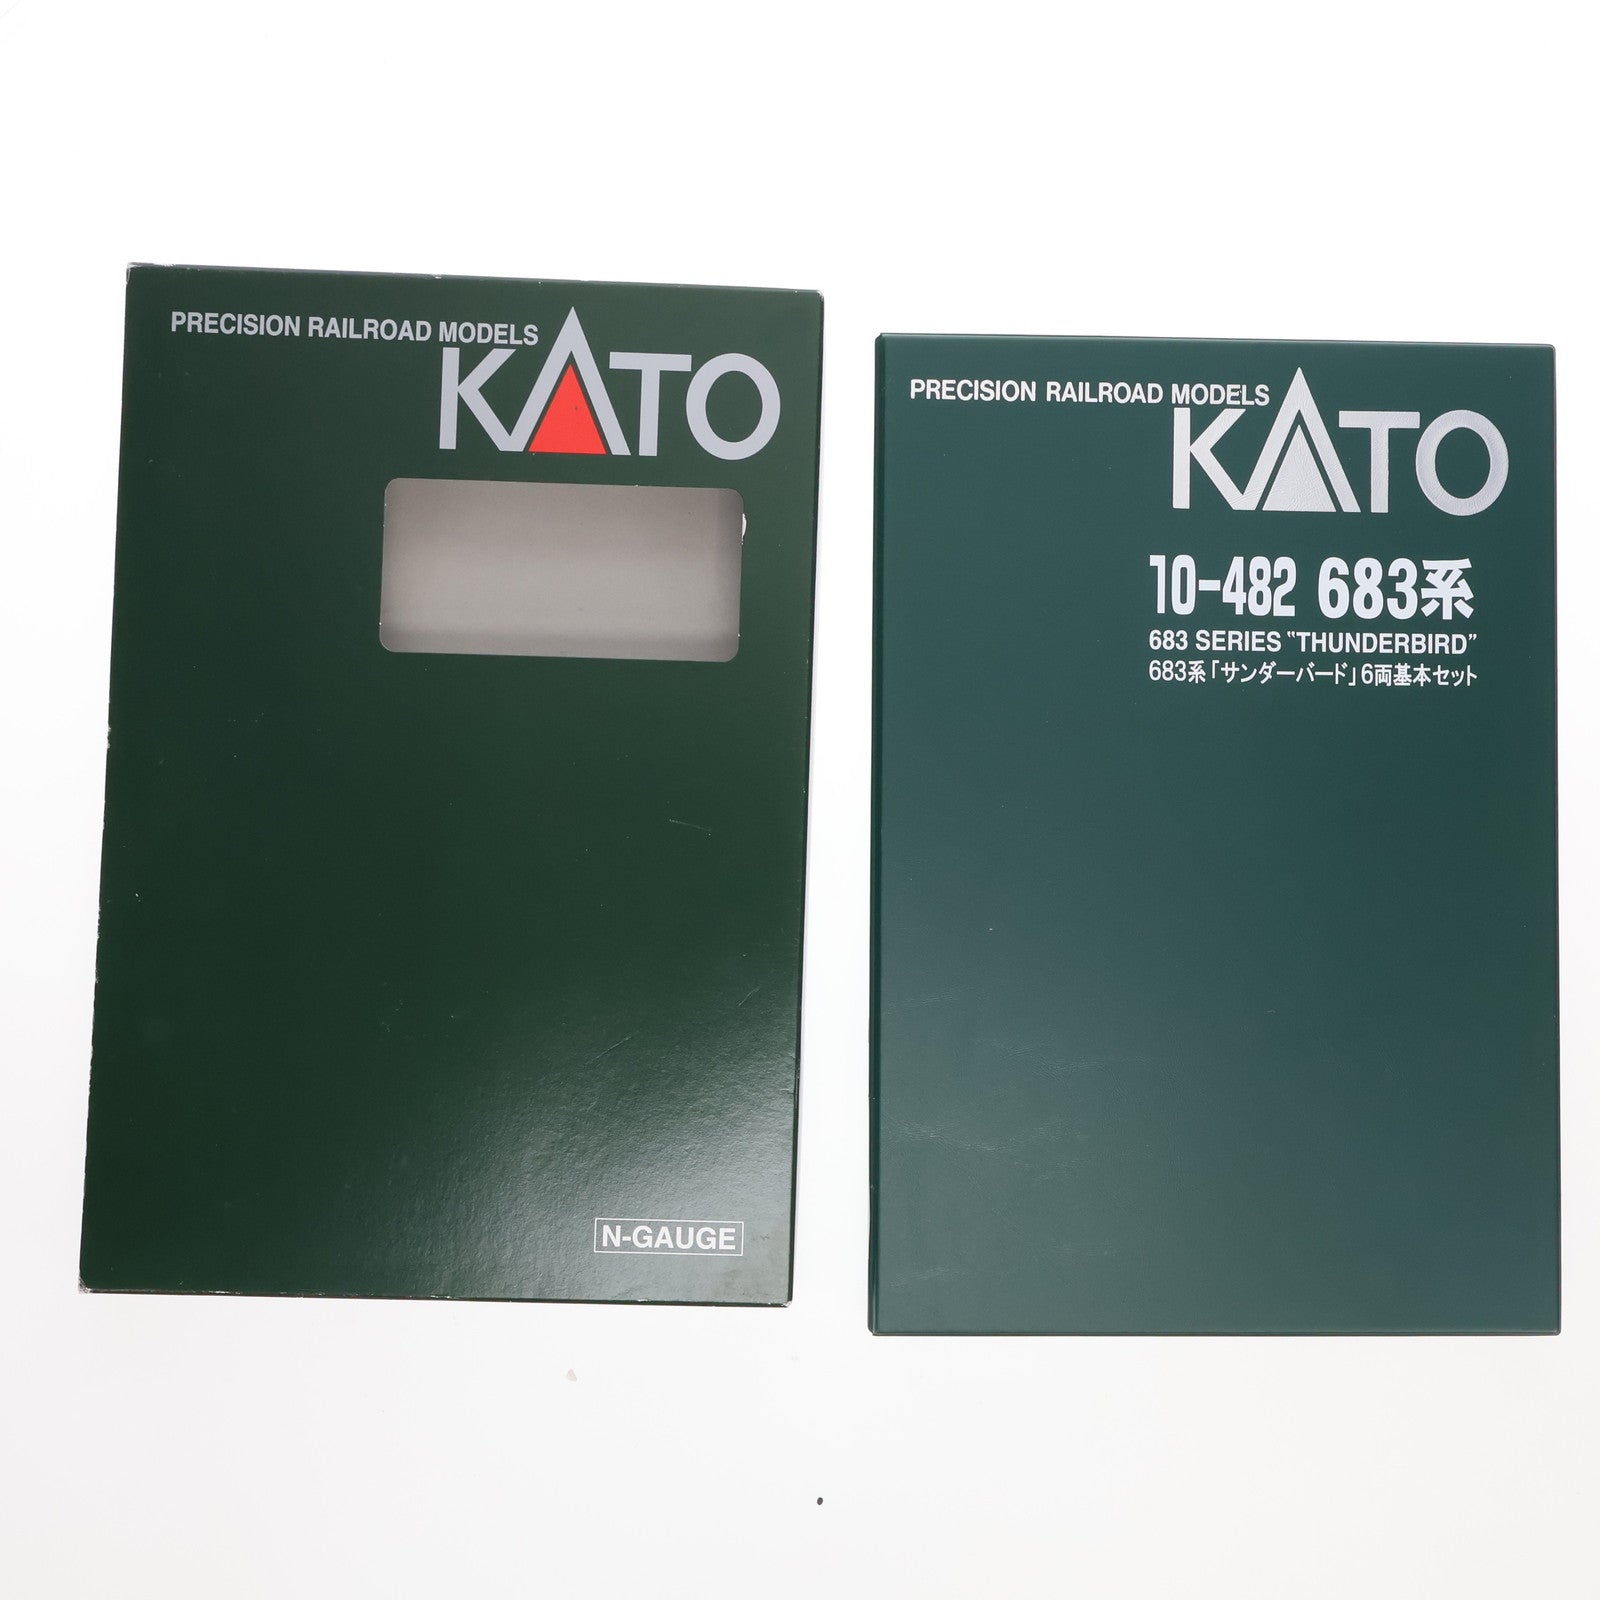 PRECISION RAILROAD MODELS
KATO
N-GAUGE
PRECISION RAILROAD MODELS
KATO
10-482 683系
683 SERIES “THUNDERBIRD”
683系「サンダーバード」6両基本セット